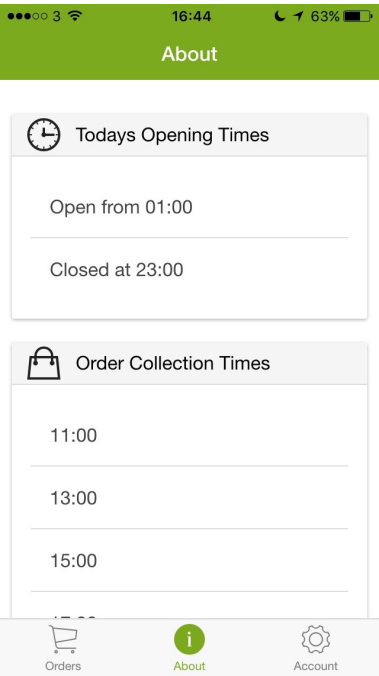 3 16:44 63%
About
Todays Opening Times
Open from 01:00
Closed at 23:00
Order Collection Times
11:00
13:00
15:00
Orders About Account